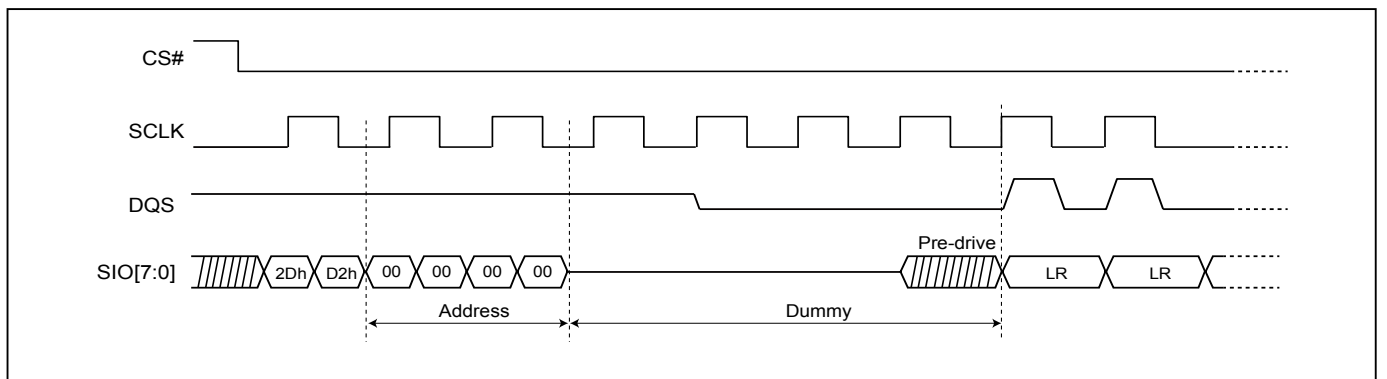 CS#
SCLK
DQS
Pre-drive
SIO[7:0] 2Dh D2h 00 00 00 00 LR LR
Address Dummy